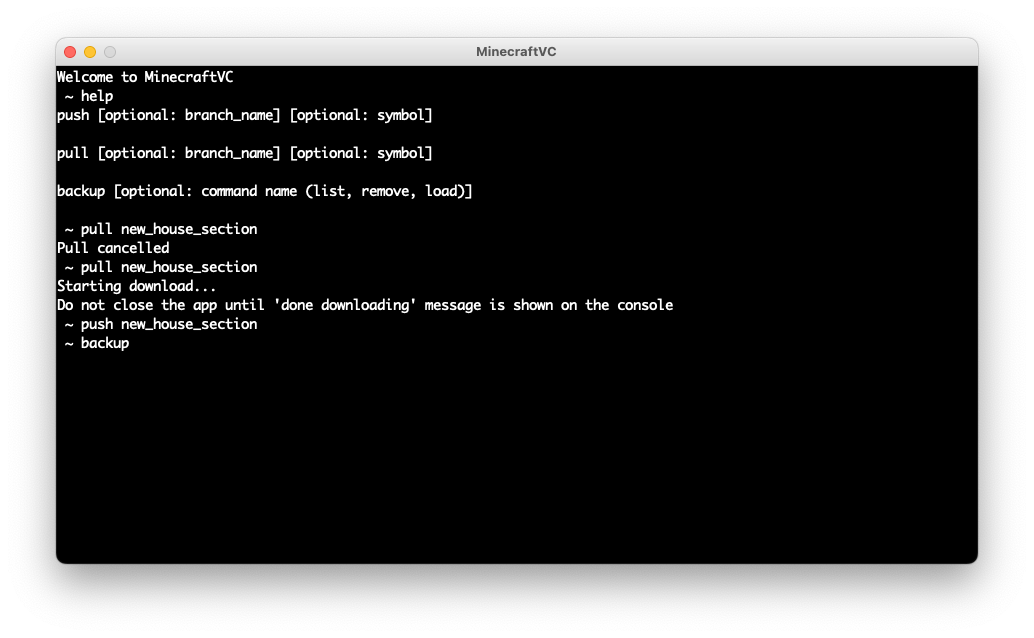 MinecraftVC
Welcome to MinecraftVC
~ help
push [optional: branch_name] [optional: symbol]
pull [optional: branch_name] [optional: symbol]
backup [optional: command name (list, remove, load)]
~ pull new_house_section
Pull cancelled
~ pull new_house_section
Starting download...
Do not close the app until 'done downloading' message is shown on the console
~ push new_house_section
~ backup